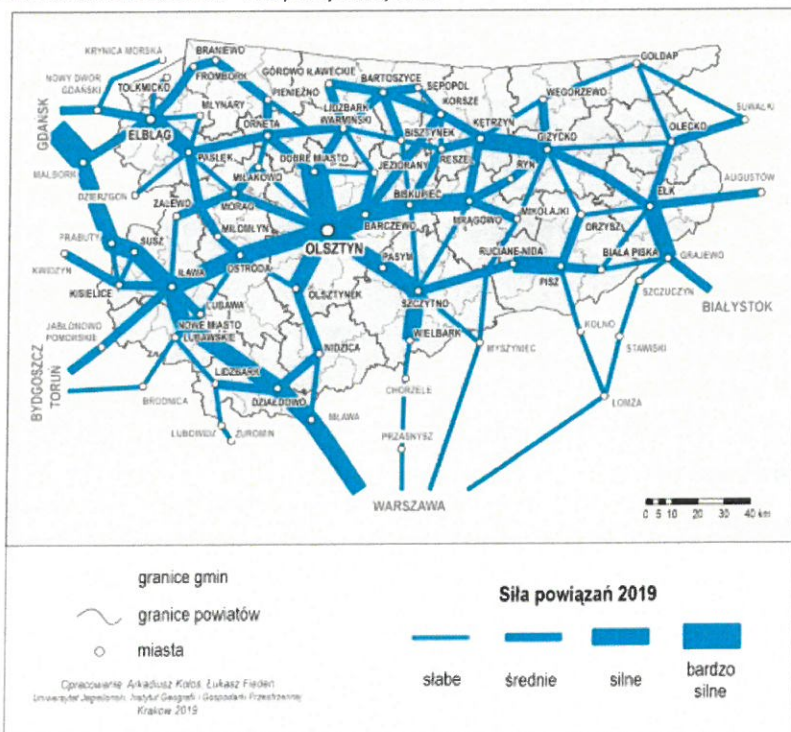 KRYNICA MORSKA
BRANIEWO
GOŁDAP
NOWY DWÓR GDAŃSKI
TOLKMICKO
FROMBORK
GÓROWO IŁAWECKIE
BARTOSZYCE
SĘPOPOL
WĘGORZEWO
MŁYNARY
PIENIĘŻNO
LIDZBARK WARMIŃSKI
KORSZE
SUWAŁKI
GDAŃSK
ELBLĄG
ORNETA
KĘTRZYN
GIŻYCKO
OLECKO
BISZTYNEK
PASŁĘK
DOBRE MIASTO
JEZIORANY
RESZEL
RYN
MALBORK
MIŁAKOWO
EŁK
AUGUSTÓW
DZIERZGOŃ
ZALEWO
MORĄG
BISKUPIEC
MIKOŁAJKI
BARCZEWO
MRĄGOWO
ORZYSZ
MIŁOMŁYN
OLSZTYN
PRABUTY
SUSZ
PASYM
RUCIANE-NIDA
BIAŁA PISKA
GRAJEWO
KWIDZYN
IŁAWA
OSTRÓDA
PISZ
KISIELICE
OLSZTYNEK
SZCZYTNO
SZCZUCZYN
BIAŁYSTOK
LUBAWA
JABŁONOWO POMORSKIE
NOWE MIASTO LUBAWSKIE
WIELBARK
KOLNO
NIDZICA
MYSZYNIEC
STAWISKI
BYDGOSZCZ
TORUŃ
LIDZBARK
BRODNICA
DZIAŁDOWO
CHORZELE
ŁOMŻA
MŁAWA
LUBOWIDZ
ŻUROMIN
PRZASNYSZ
WARSZAWA
0 5 10 20 30 40 km
granice gmin
granice powiatów
miasta
Siła powiązań 2019
słabe
średnie
silne
bardzo silne
Opracowanie: Arkadiusz Kołoś, Łukasz Fiedeń
Uniwersytet Jagielloński, Instytut Geografii i Gospodarki Przestrzennej
Kraków 2019